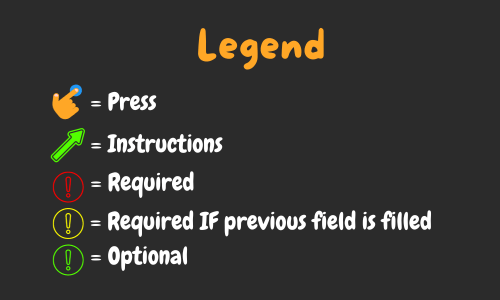 Legend
= Press
= Instructions
! = Required
! = Required IF previous field is filled
! = Optional